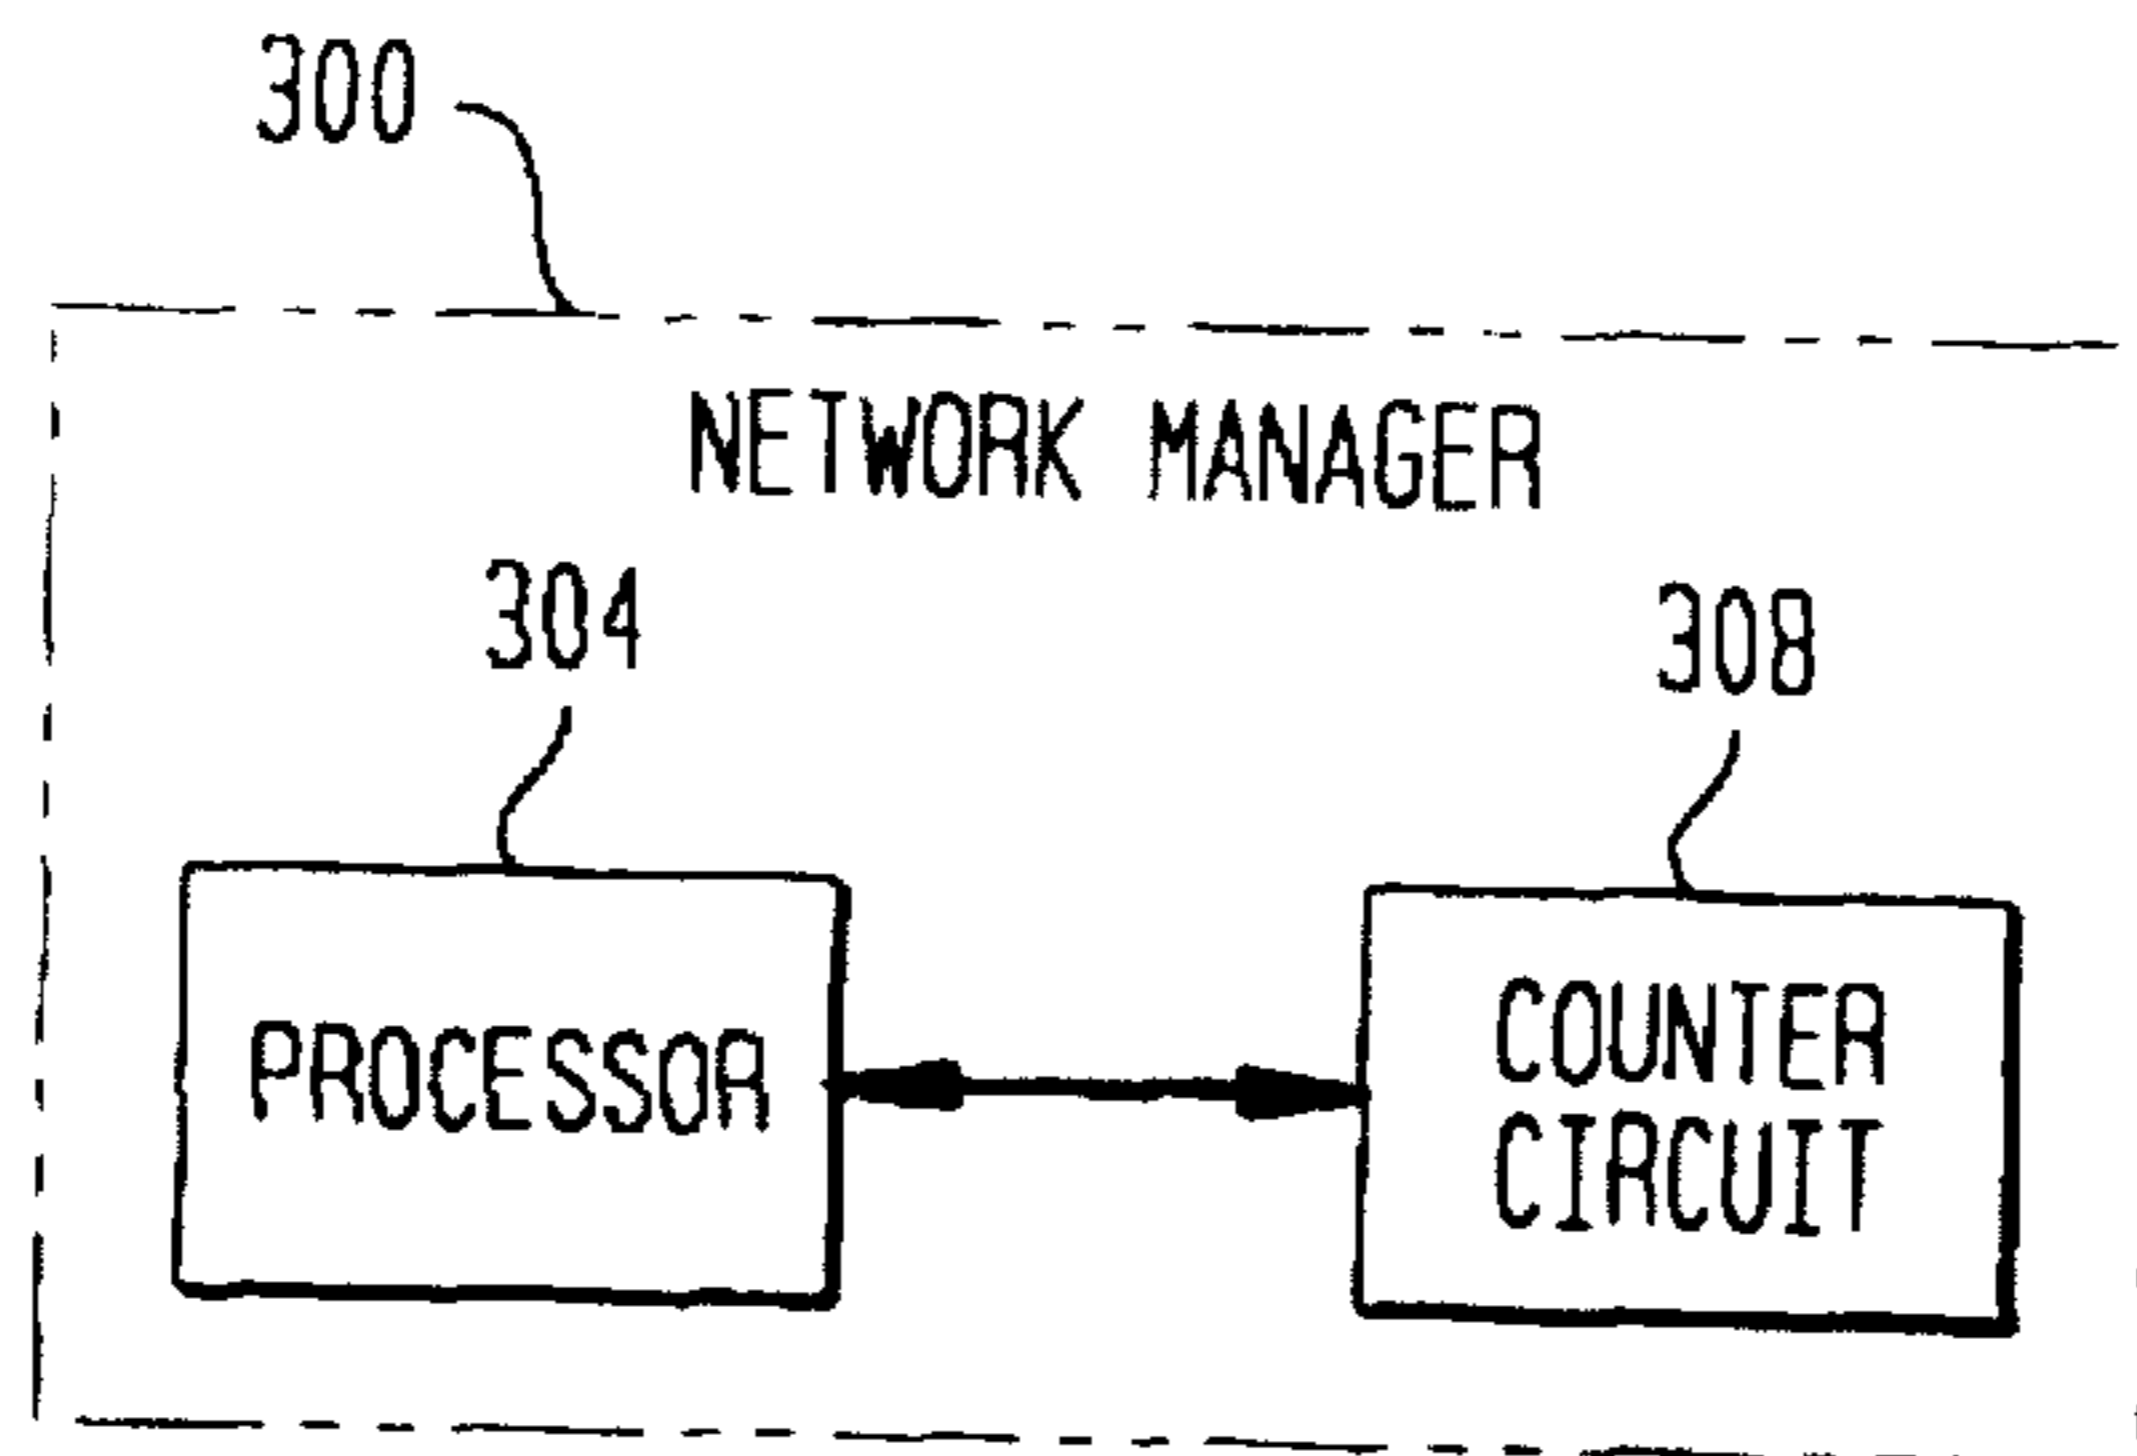 300
NETWORK MANAGER
304
308
PROCESSOR
COUNTER
CIRCUIT